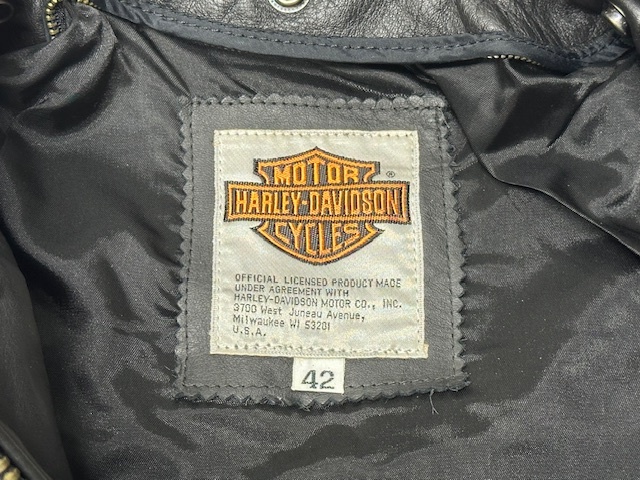 MOTOR
®
HARLEY-DAVIDSON
CYCLES
OFFICIAL LICENSED PRODUCT MADE
UNDER AGREEMENT WITH
HARLEY-DAVIDSON MOTOR CO., INC.
3700 West Juneau Avenue,
Milwaukee WI 53201
U.S.A.
42